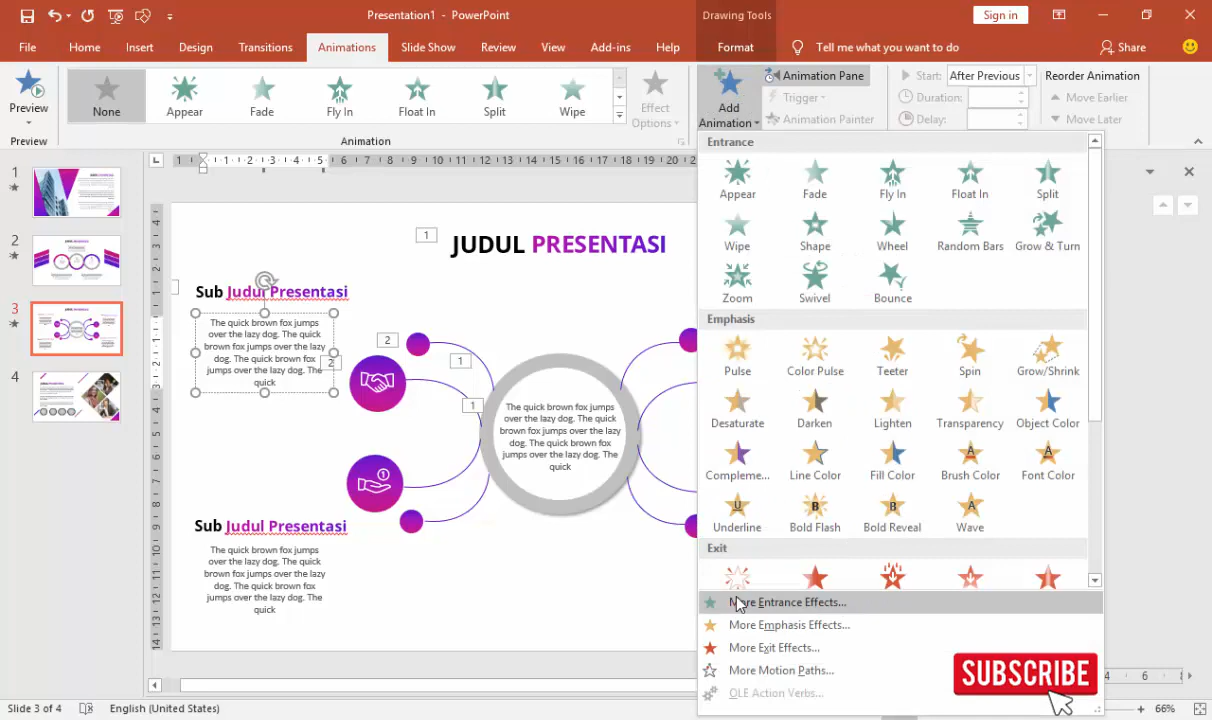 Presentation1 - PowerPoint
Drawing Tools
Sign in
File
Home
Insert
Design
Transitions
Animations
Slide Show
Review
View
Add-ins
Help
Format
Tell me what you want to do
Share
Preview
None
Appear
Fade
Fly In
Float In
Split
Wipe
Effect
Options
Add
Animation
Animation Pane
Trigger
Animation Painter
Start:
After Previous
Duration:
Delay:
Reorder Animation
Move Earlier
Move Later
Preview
Animation
Entrance
Appear
Fade
Fly In
Float In
Split
Wipe
Shape
Wheel
Random Bars
Grow & Turn
Zoom
Swivel
Bounce
Emphasis
Pulse
Color Pulse
Teeter
Spin
Grow/Shrink
Desaturate
Darken
Lighten
Transparency
Object Color
Compleme...
Line Color
Fill Color
Brush Color
Font Color
Underline
Bold Flash
Bold Reveal
Wave
Exit
More Entrance Effects...
More Emphasis Effects...
More Exit Effects...
More Motion Paths...
OLE Action Verbs...
SUBSCRIBE
1
2
3
4
1
JUDUL PRESENTASI
Sub Judul Presentasi
The quick brown fox jumps
over the lazy dog. The quick
brown fox jumps over the lazy
dog. The quick brown fox
jumps over the lazy dog. The
quick
2
2
1
1
The quick brown fox jumps
over the lazy dog. The quick
brown fox jumps over the lazy
dog. The quick brown fox
jumps over the lazy dog. The
quick
Sub Judul Presentasi
The quick brown fox jumps
over the lazy dog. The quick
brown fox jumps over the lazy
dog. The quick brown fox
jumps over the lazy dog. The
quick
Slide 3 of 4
English (United States)
66%